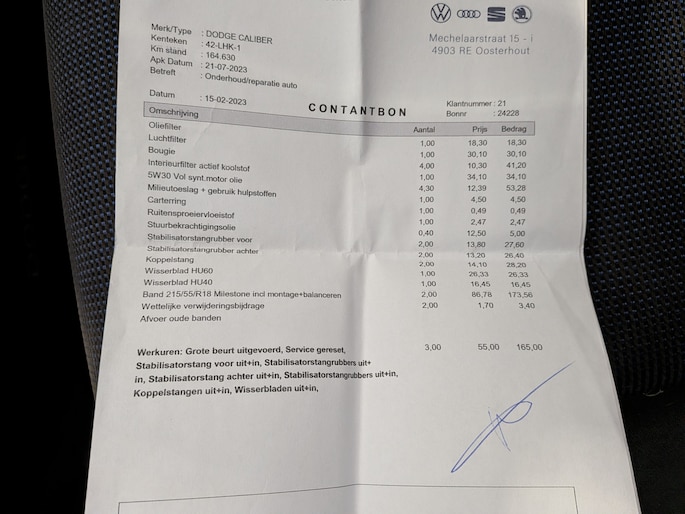 Mechelaarstraat 15 - I
4903 RE Oosterhout
Merk/Type : DODGE CALIBER
Kenteken : 42-LHK-1
Km stand : 164.630
Apk Datum : 21-07-2023
Betreft : Onderhoud/reparatie auto
Datum : 15-02-2023
CONTANTBON
Klantnummer : 21
Bonnr : 24228
Omschrijving Aantal Prijs Bedrag
Oliefilter 1,00 18,30 18,30
Luchtfilter 1,00 30,10 30,10
Bougie 4,00 10,30 41,20
Interieurfilter actief koolstof 1,00 34,10 34,10
5W30 Vol synt.motor olie 4,30 12,39 53,28
Milieutoeslag + gebruik hulpstoffen 1,00 4,50 4,50
Carterring 1,00 0,49 0,49
Ruitensproeiervloeistof 1,00 2,47 2,47
Stuurbekrachtigingsolie 0,40 12,50 5,00
Stabilisatorstangrubber voor 2,00 13,80 27,60
Stabilisatorstangrubber achter 2,00 13,20 26,40
Koppelstang 2,00 14,10 28,20
Wisserblad HU60 1,00 26,33 26,33
Wisserblad HU40 1,00 16,45 16,45
Band 215/55/R18 Milestone incl montage+balanceren 2,00 86,78 173,56
Wettelijke verwijderingsbijdrage 2,00 1,70 3,40
Afvoer oude banden
Werkuren: Grote beurt uitgevoerd, Service gereset, 3,00 55,00 165,00
Stabilisatorstang voor uit+in, Stabilisatorstangrubbers uit+
in, Stabilisatorstang achter uit+in, Stabilisatorstangrubbers uit+in,
Koppelstangen uit+in, Wisserbladen uit+in,